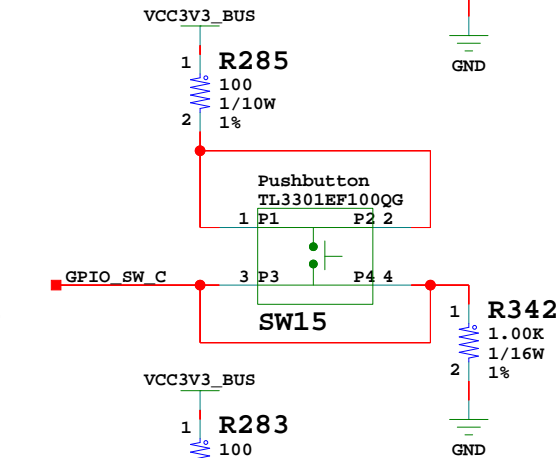 VCC3V3_BUS
GND
1 R285
100
1/10W
2 1%
Pushbutton
TL3301EF100QG
1 P1 P2 2
GPIO_SW_C 3 P3 P4 4
SW15
1 R342
1.00K
1/16W
2 1%
VCC3V3_BUS
1 R283
100
GND